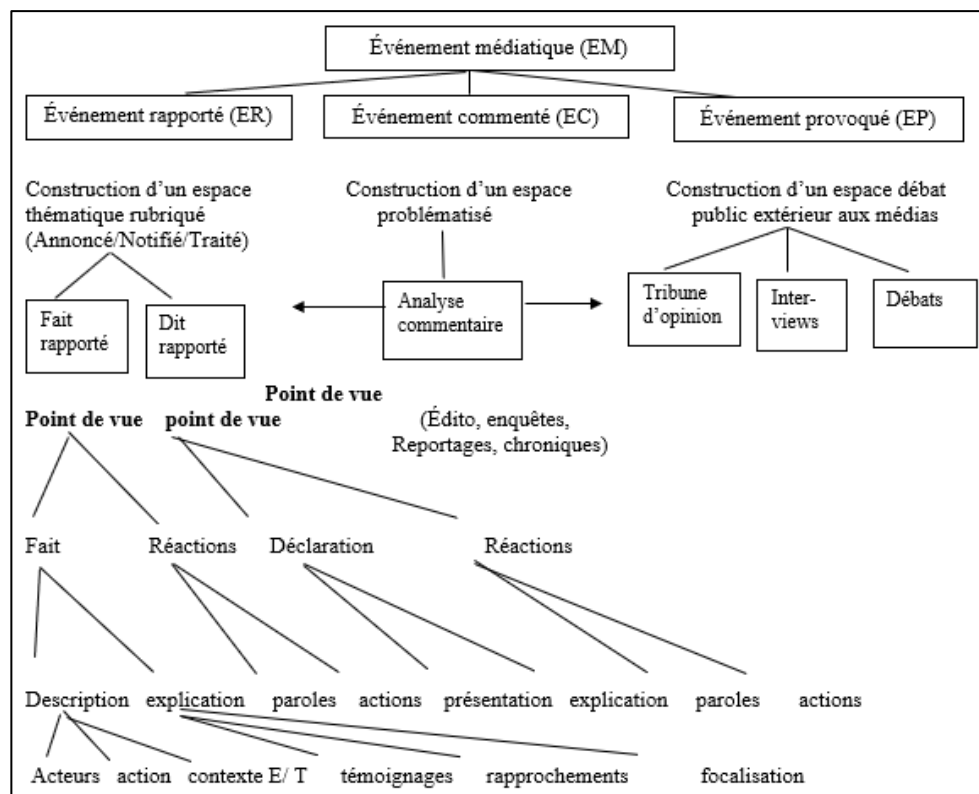 Événement médiatique (EM)
Événement rapporté (ER)
Événement commenté (EC)
Événement provoqué (EP)
Construction d’un espace
thématique rubriqué
(Annoncé/Notifié/Traité)
Construction d’un espace
problématisé
Construction d’un espace débat
public extérieur aux médias
Fait
rapporté
Dit
rapporté
Analyse
commentaire
Tribune
d’opinion
Inter-
views
Débats
Point de vue
Point de vue point de vue
(Édito, enquêtes,
Reportages, chroniques)
Fait Réactions Déclaration Réactions
Description explication paroles actions présentation explication paroles actions
Acteurs action contexte E/ T témoignages rapprochements focalisation